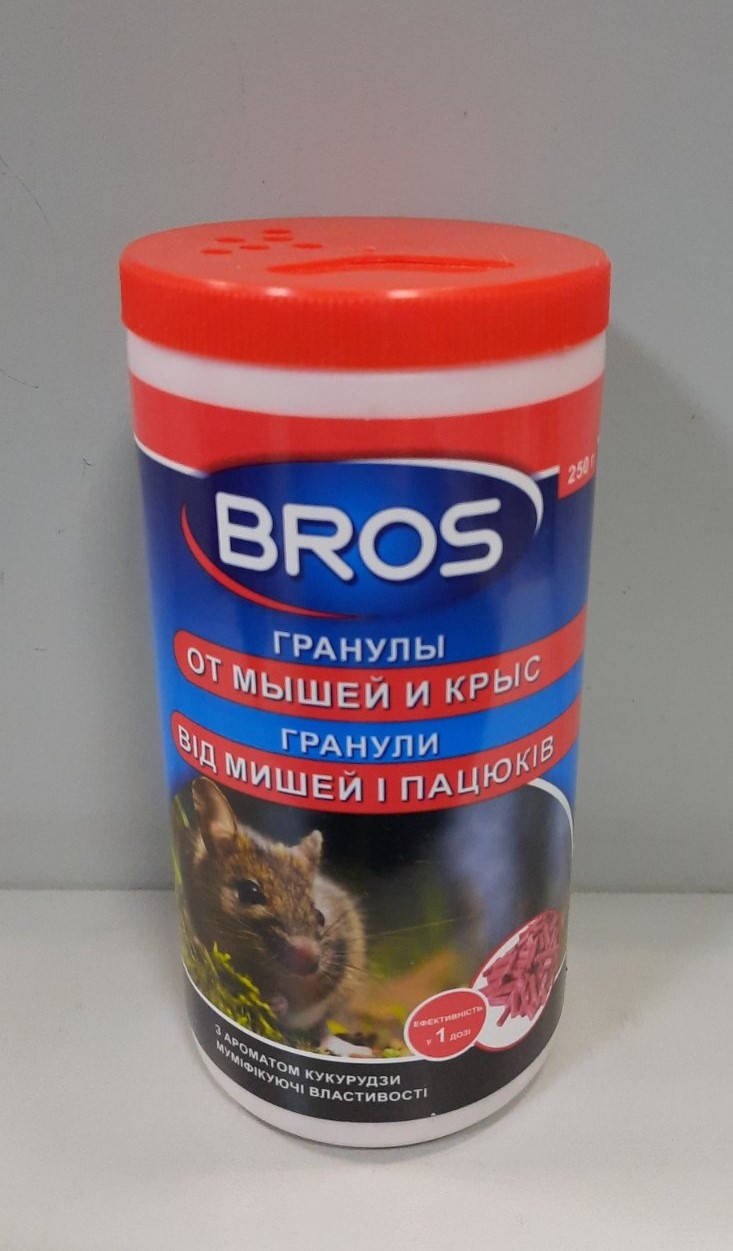 250 г
BROS
ГРАНУЛЫ
ОТ МЫШЕЙ И КРЫС
ГРАНУЛИ
ВІД МИШЕЙ І ПАЦЮКІВ
ЕФЕКТИВНІСТЬ
У 1 ДОЗІ
З АРОМАТОМ КУКУРУДЗИ
МУМІФІКУЮЧІ ВЛАСТИВОСТІ